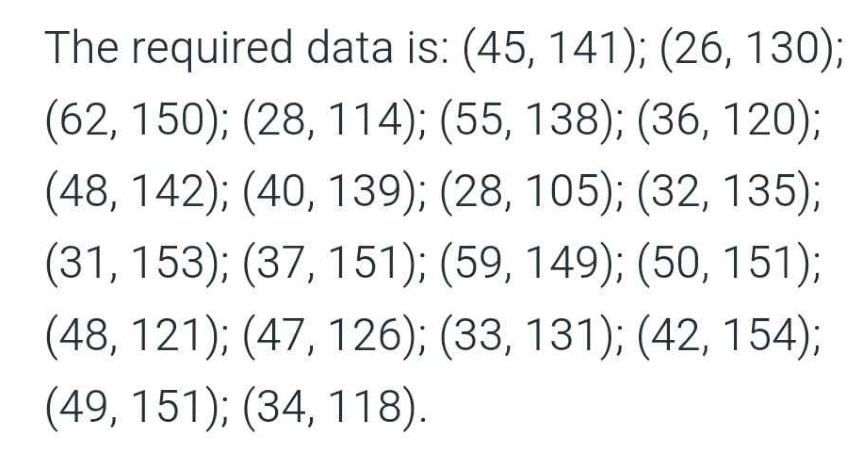 The required data is: (45, 141); (26, 130);
(62, 150); (28, 114); (55, 138); (36, 120);
(48, 142); (40, 139); (28, 105); (32, 135);
(31, 153); (37, 151); (59, 149); (50, 151);
(48, 121); (47, 126); (33, 131); (42, 154);
(49, 151); (34, 118).